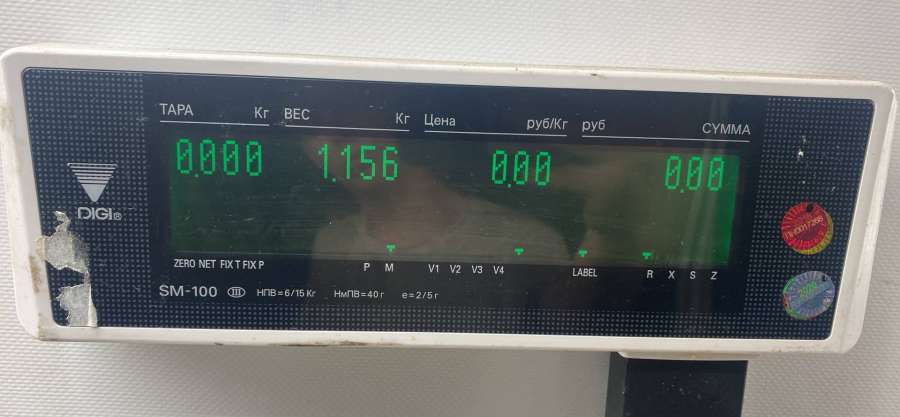 ТАРА Кг ВЕС Кг Цена руб/Кг руб СУММА
0.000 1.156 0.00 0.00
DIGI®
ZERO NET FIX T FIX P P M V1 V2 V3 V4 LABEL R X S Z
SM-100 III НПВ=6/15 Кг НмПВ=40 г e=2/5 г